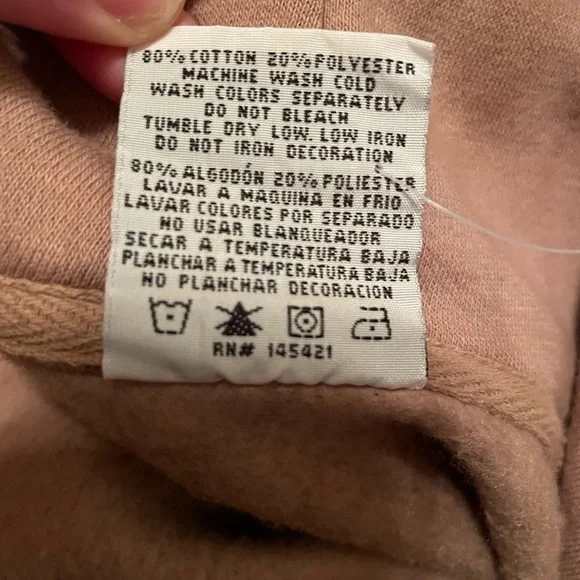 80% COTTON 20% POLYESTER
MACHINE WASH COLD
WASH COLORS SEPARATELY
DO NOT BLEACH
TUMBLE DRY LOW. LOW IRON
DO NOT IRON DECORATION
80% ALGODÓN 20% POLIÉSTER
LAVAR A MAQUINA EN FRIO
LAVAR COLORES POR SEPARADO
NO USAR BLANQUEADOR
SECAR A TEMPERATURA BAJA
PLANCHAR A TEMPERATURA BAJA
NO PLANCHAR DECORACION
RN# 145421